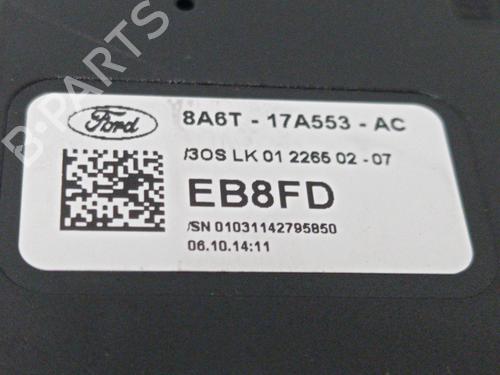 B-PARTS
Ford
8A6T - 17A553 - AC
/3OS LK 01 2265 02 - 07
EB8FD
/SN 01031142795850
06.10.14:11